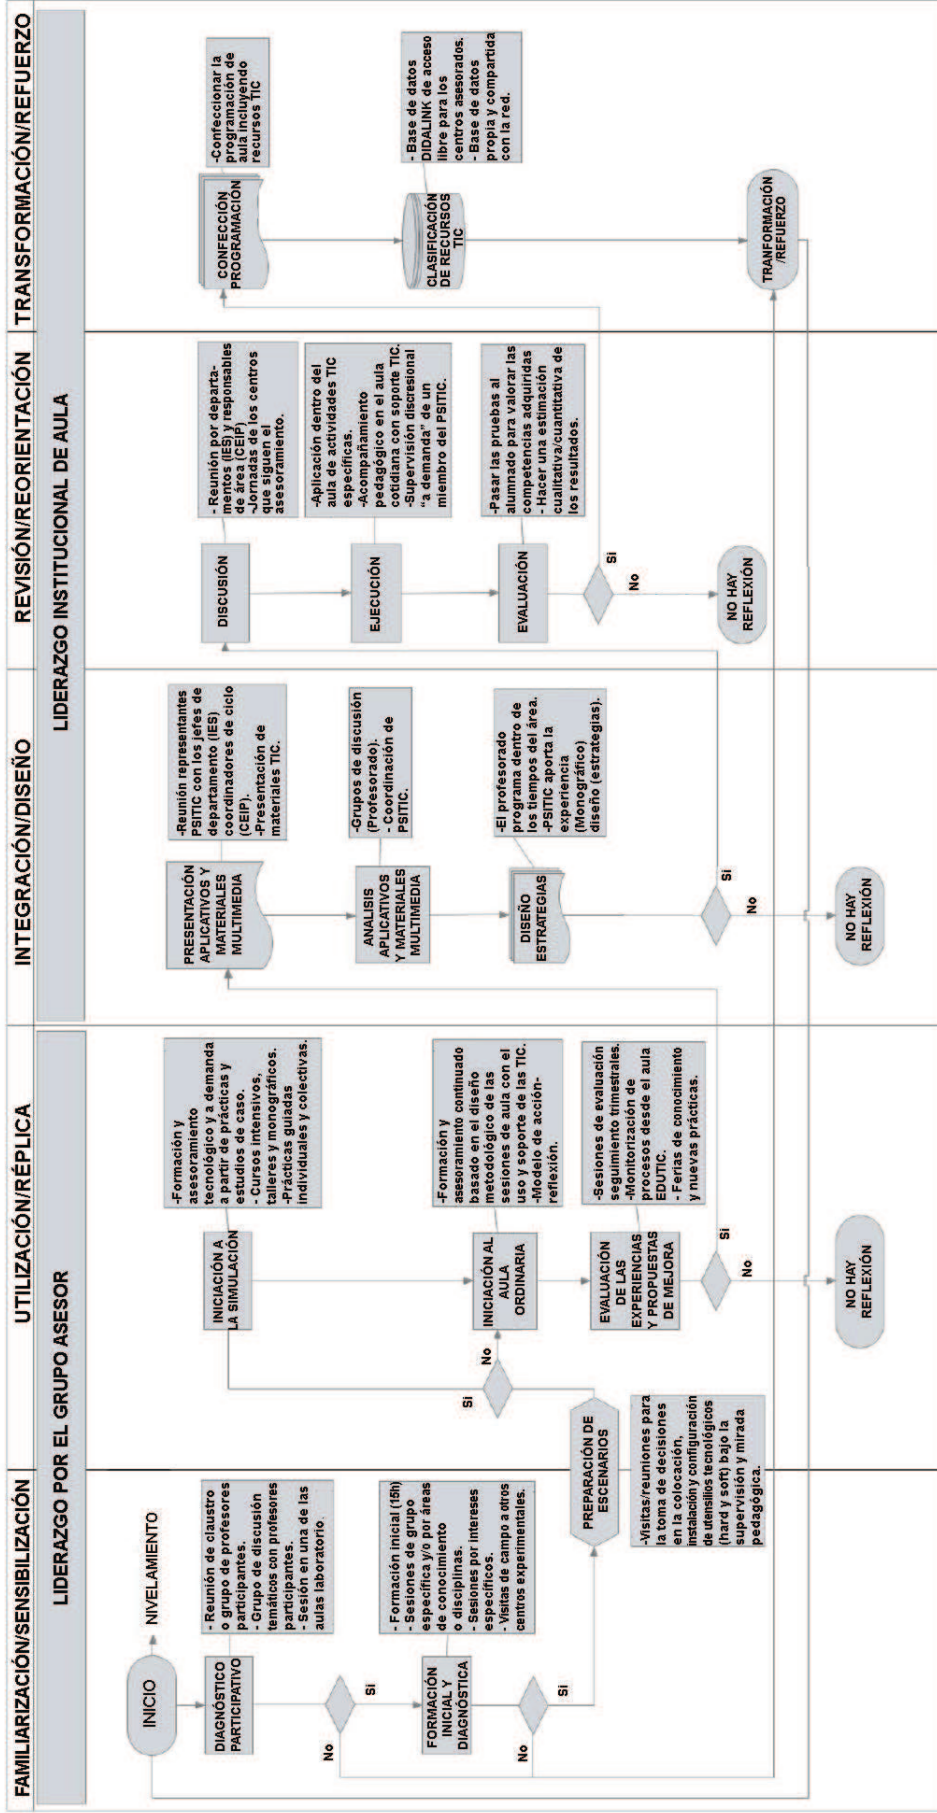 FAMILIARIZACIÓN/SENSIBILIZACIÓN
UTILIZACIÓN/RÉPLICA
INTEGRACIÓN/DISEÑO
REVISIÓN/REORIENTACIÓN
TRANSFORMACIÓN/REFUERZO
LIDERAZGO POR EL GRUPO ASESOR
LIDERAZGO INSTITUCIONAL DE AULA
INICIO
NIVELAMIENTO
DIAGNÓSTICO
PARTICIPATIVO
- Reunión de claustro
o grupo de profesores
participantes.
- Grupo de discusión
temáticos con profesores
participantes.
- Sesión en una de las
aulas laboratorio.
No
Si
FORMACIÓN
INICIAL Y
DIAGNÓSTICA
- Formación inicial (15h)
- Sesiones de grupo
específica y/o por áreas
de conocimiento
o disciplinas.
- Sesiones por intereses
específicos.
- Visitas de campo a otros
centros experimentales.
No
Si
PREPARACIÓN DE
ESCENARIOS
-Visitas/reuniones para
la toma de decisiones
en la colocación,
instalación y configuración
de utensilios tecnológicos
(hard y soft) bajo la
supervisión y mirada
pedagógica.
Si
No
INICIACIÓN A
LA SIMULACIÓN
-Formación y
asesoramiento
tecnológico y a demanda
a partir de prácticas y
estudios de caso.
- Cursos intensivos,
talleres y monográficos.
-Prácticas guiadas
individuales y colectivas.
INICIACIÓN AL
AULA
ORDINARIA
-Formación y
asesoramiento continuado
basado en el diseño
metodológico de las
sesiones de aula con el
uso y soporte de las TIC.
-Modelo de acción-
reflexión.
EVALUACIÓN
DE LAS
EXPERIENCIAS
Y PROPUESTAS
DE MEJORA
-Sesiones de evaluación
seguimiento trimestrales.
-Monitorización de
procesos desde el aula
EDUTIC.
- Ferias de conocimiento
y nuevas prácticas.
Si
No
NO HAY
REFLEXIÓN
PRESENTACIÓN
APLICATIVOS Y
MATERIALES
MULTIMEDIA
-Reunión representantes
PSITIC con los jefes de
departamento (IES)
coordinadores de ciclo
(CEIP).
-Presentación de
materiales TIC.
ANALISIS
APLICATIVOS
Y MATERIALES
MULTIMEDIA
-Grupos de discusión
(Profesorado).
- Coordinación de
PSITIC.
DISEÑO
ESTRATEGIAS
-El profesorado
programa dentro de
los tiempos del área.
-PSITIC aporta la
experiencia
(Monográfico)
diseño (estrategias).
Si
No
NO HAY
REFLEXIÓN
DISCUSIÓN
- Reunión por departa-
mentos (IES) y responsables
de área (CEIP)
-Jornadas de los centros
que siguen el
asesoramiento.
EJECUCIÓN
-Aplicación dentro del
aula de actividades TIC
específicas.
-Acompañamiento
pedagógico en el aula
cotidiana con soporte TIC.
-Supervisión discresional
"a demanda" de un
miembro del PSITIC.
EVALUACIÓN
-Pasar las pruebas al
alumnado para valorar las
competencias adquiridas
- Hacer una estimación
cualitativa/cuantitativa de
los resultados.
Si
No
NO HAY
REFLEXIÓN
CONFECCIÓN
PROGRAMACIÓN
-Confeccionar la
programación de
aula incluyendo
recursos TIC
CLASIFICACIÓN
DE RECURSOS
TIC
- Base de datos
DIDALINK de acceso
libre para los
centros asesorados.
- Base de datos
propia y compartida
con la red.
TRANFORMACIÓN
/REFUERZO